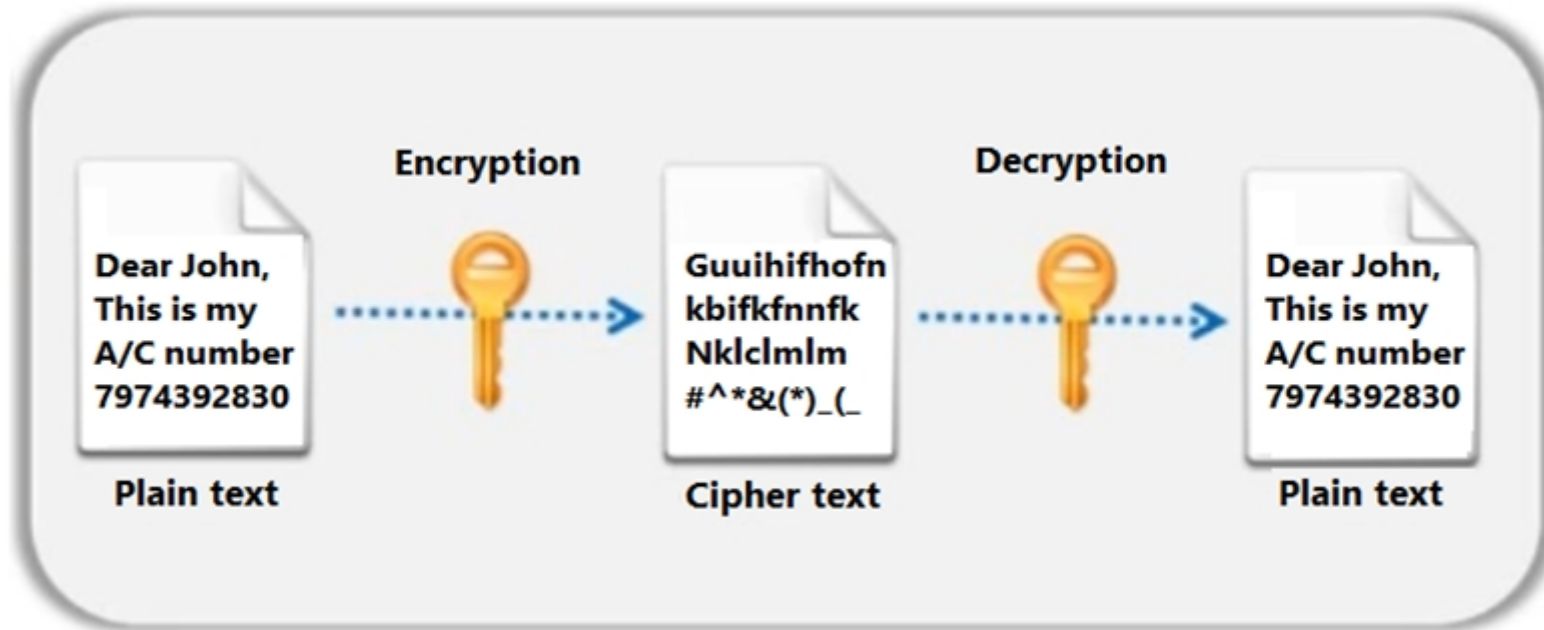 Encryption
Decryption
Dear John,
This is my
A/C number
7974392830
Plain text
Guuihifhofn
kbifkfnnfk
Nklclmlm
#^*&(*)_(_
Cipher text
Dear John,
This is my
A/C number
7974392830
Plain text